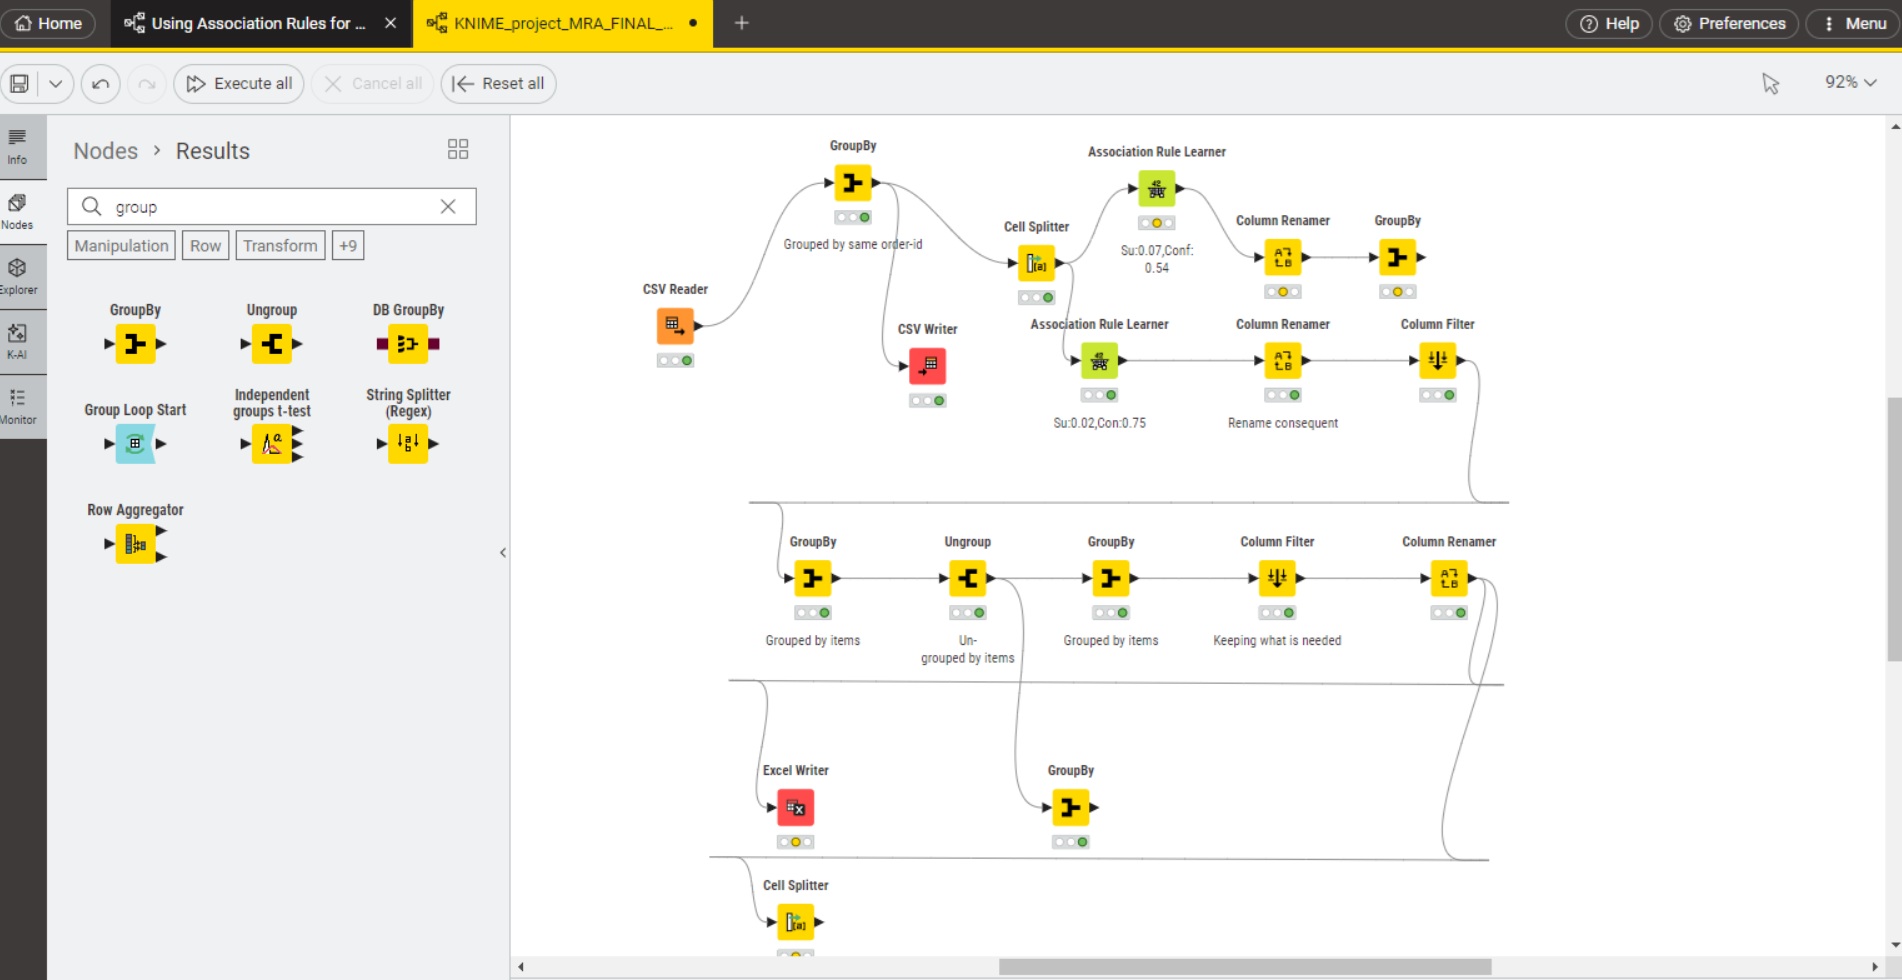 Home
Using Association Rules for ...
KNIME_project_MRA_FINAL_...
Help
Preferences
Menu
Execute all
Cancel all
Reset all
92%
Info
Nodes
Explorer
K-AI
Monitor
Nodes > Results
group
Manipulation
Row
Transform
+9
GroupBy
Ungroup
DB GroupBy
Group Loop Start
Independent
groups t-test
String Splitter
(Regex)
Row Aggregator
GroupBy
Grouped by same order-id
Association Rule Learner
Su:0.07,Conf:
0.54
Cell Splitter
Column Renamer
GroupBy
CSV Reader
CSV Writer
Association Rule Learner
Su:0.02,Con:0.75
Column Renamer
Rename consequent
Column Filter
GroupBy
Grouped by items
Ungroup
Un-
grouped by items
GroupBy
Grouped by items
Column Filter
Keeping what is needed
Column Renamer
Excel Writer
GroupBy
Cell Splitter